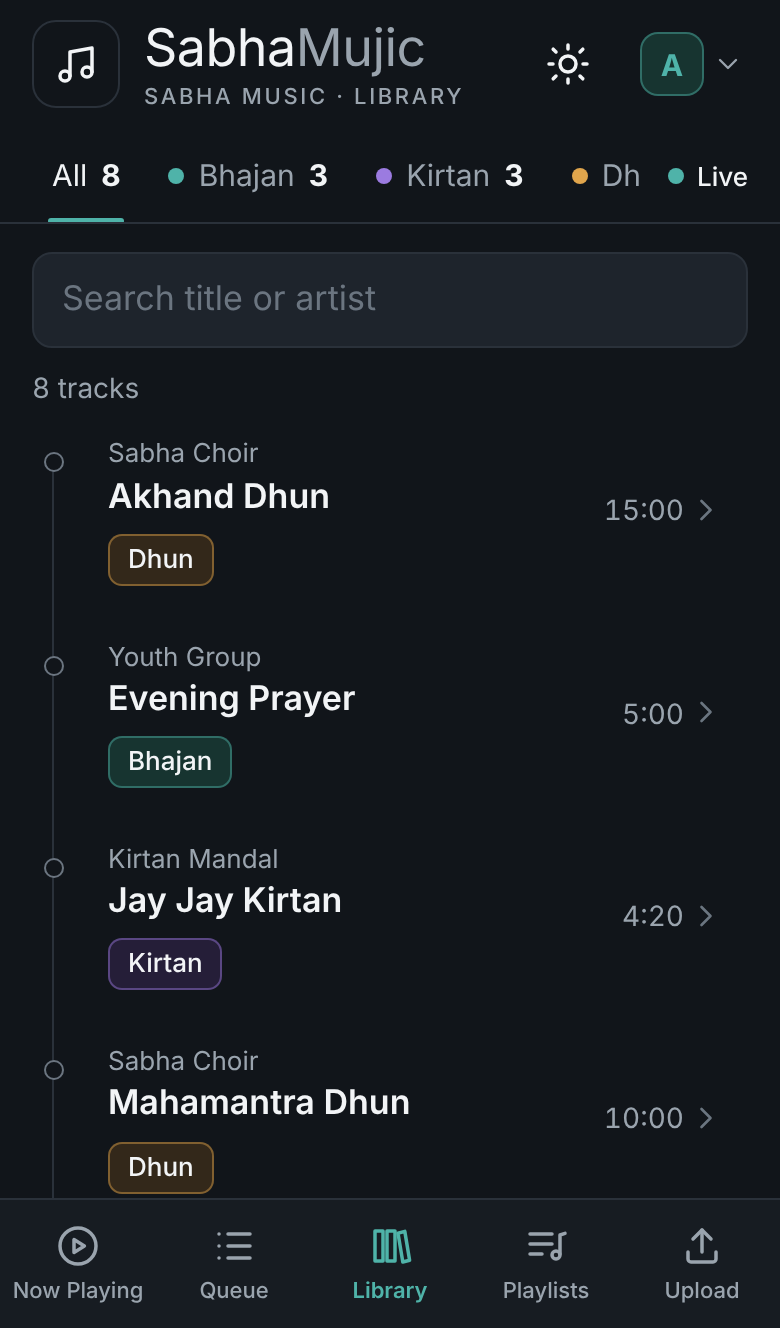 SabhaMujic
SABHA MUSIC · LIBRARY
A
All 8 Bhajan 3 Kirtan 3 Dh Live
Search title or artist
8 tracks
Sabha Choir
Akhand Dhun
15:00
Dhun
Youth Group
Evening Prayer
5:00
Bhajan
Kirtan Mandal
Jay Jay Kirtan
4:20
Kirtan
Sabha Choir
Mahamantra Dhun
10:00
Dhun
Now Playing Queue Library Playlists Upload